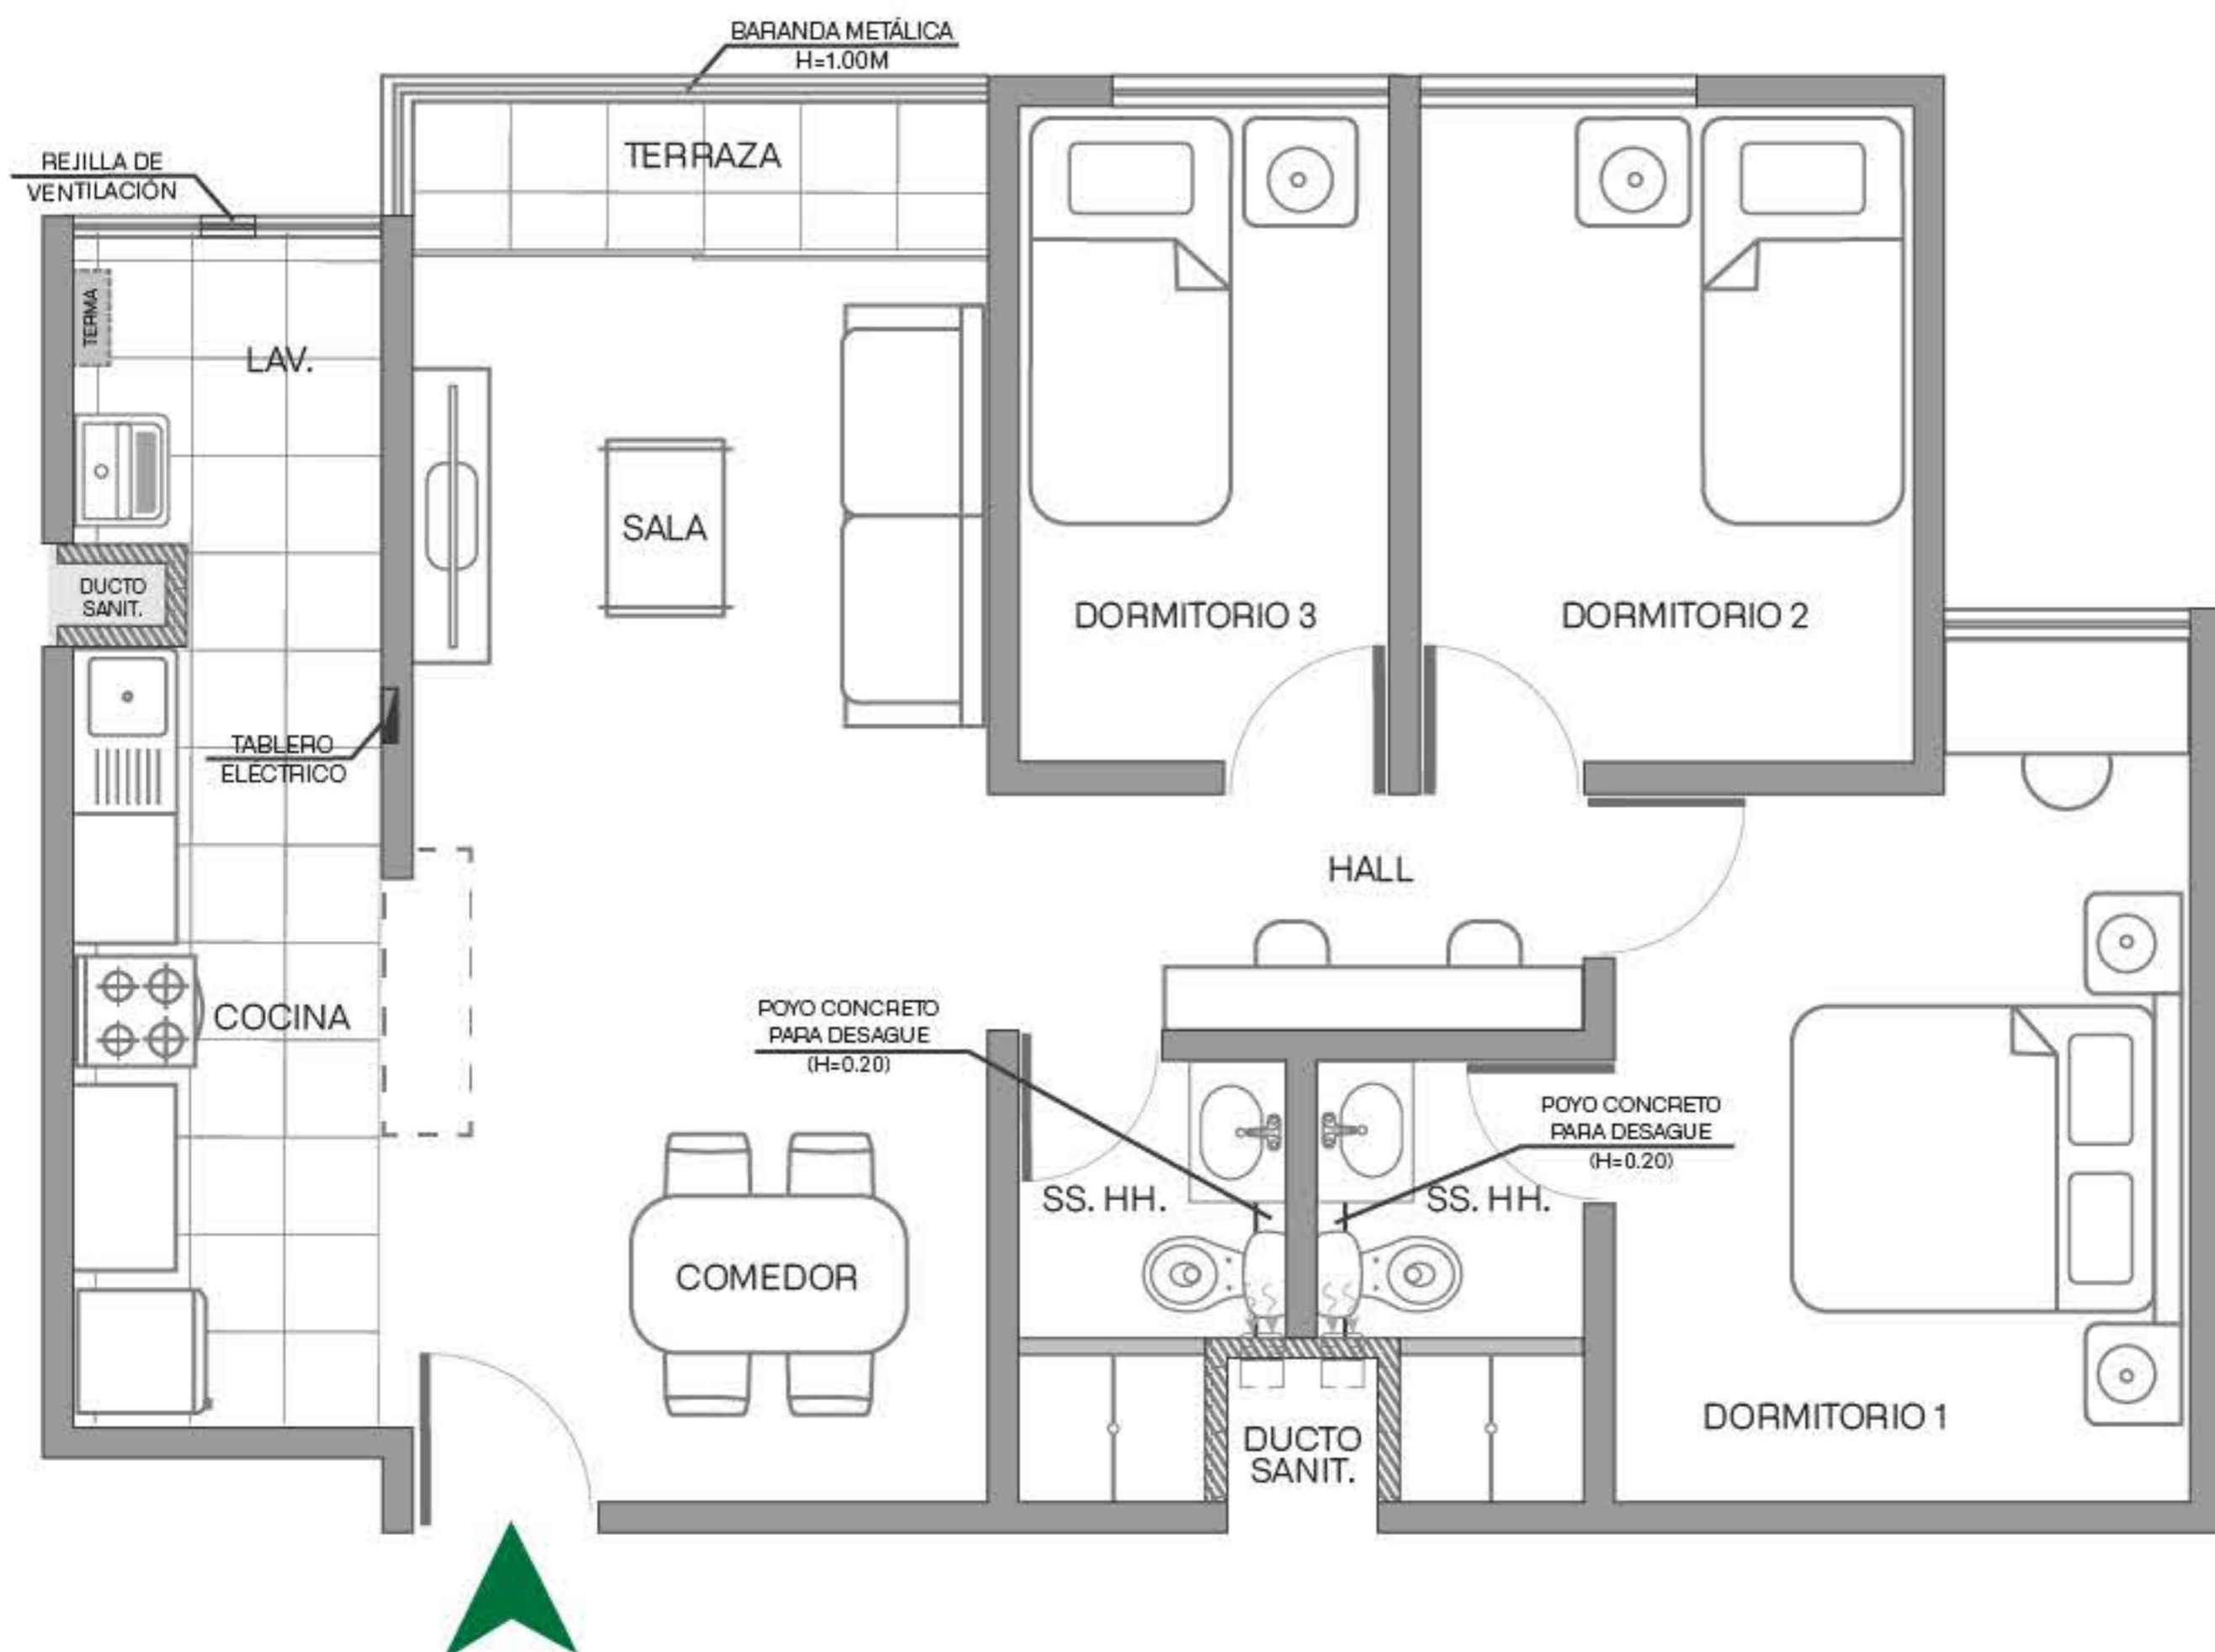 BARANDA METÁLICA
H=1.00M
REJILLA DE
VENTILACIÓN
TERRAZA
TERMA
LAV.
SALA
DUCTO
SANIT.
DORMITORIO 3
DORMITORIO 2
TABLERO
ELÉCTRICO
HALL
COCINA
POYO CONCRETO
PARA DESAGUE
(H=0.20)
POYO CONCRETO
PARA DESAGUE
(H=0.20)
SS. HH.
SS. HH.
COMEDOR
DORMITORIO 1
DUCTO
SANIT.